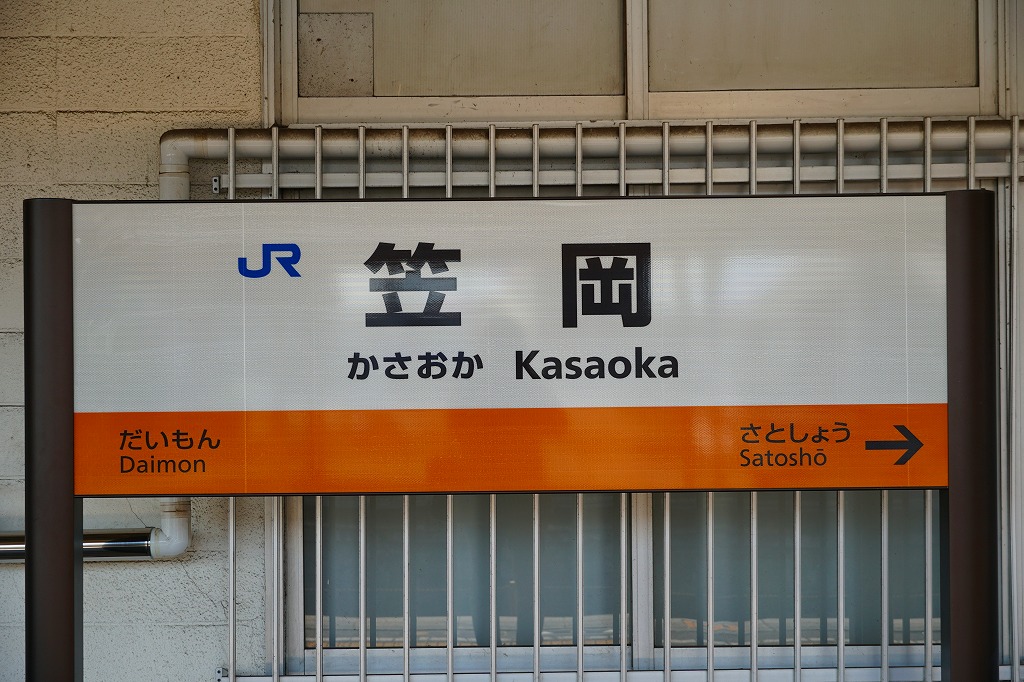 JR 笠岡
かさおか Kasaoka
だいもん
Daimon
さとしょう →
Satoshō